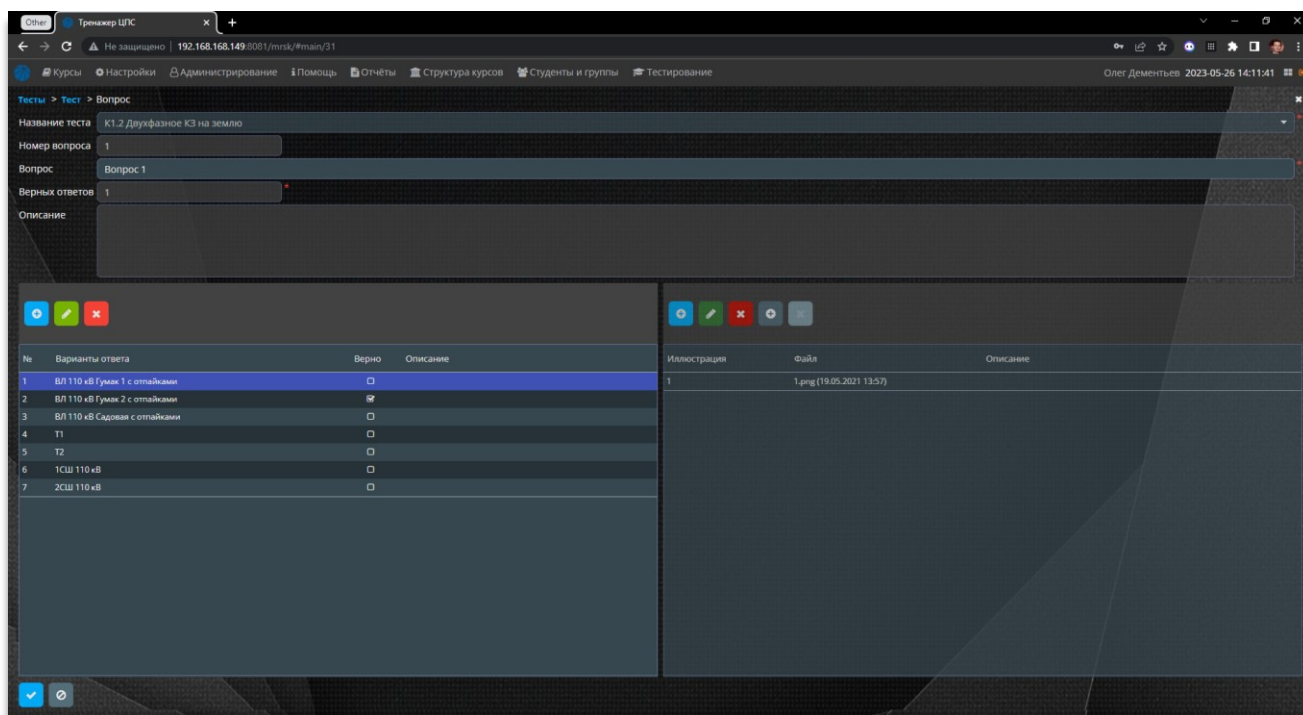 Other Тренажер ЦПС
Не защищено 192.168.168.149:8081/mrsk/#main/31
Курсы Настройки Администрирование Помощь Отчёты Структура курсов Студенты и группы Тестирование Олег Дементьев 2023-05-26 14:11:41
Тесты > Тест > Вопрос
Название теста К1.2 Двухфазное КЗ на землю *
Номер вопроса 1
Вопрос Вопрос 1 *
Верных ответов 1 *
Описание
№ Варианты ответа Верно Описание Иллюстрация Файл Описание
1 ВЛ 110 кВ Гумак 1 с отпайками 1 1.png (19.05.2021 13:57)
2 ВЛ 110 кВ Гумак 2 с отпайками
3 ВЛ 110 кВ Садовая с отпайками
4 Т1
5 Т2
6 1СШ 110 кВ
7 2СШ 110 кВ